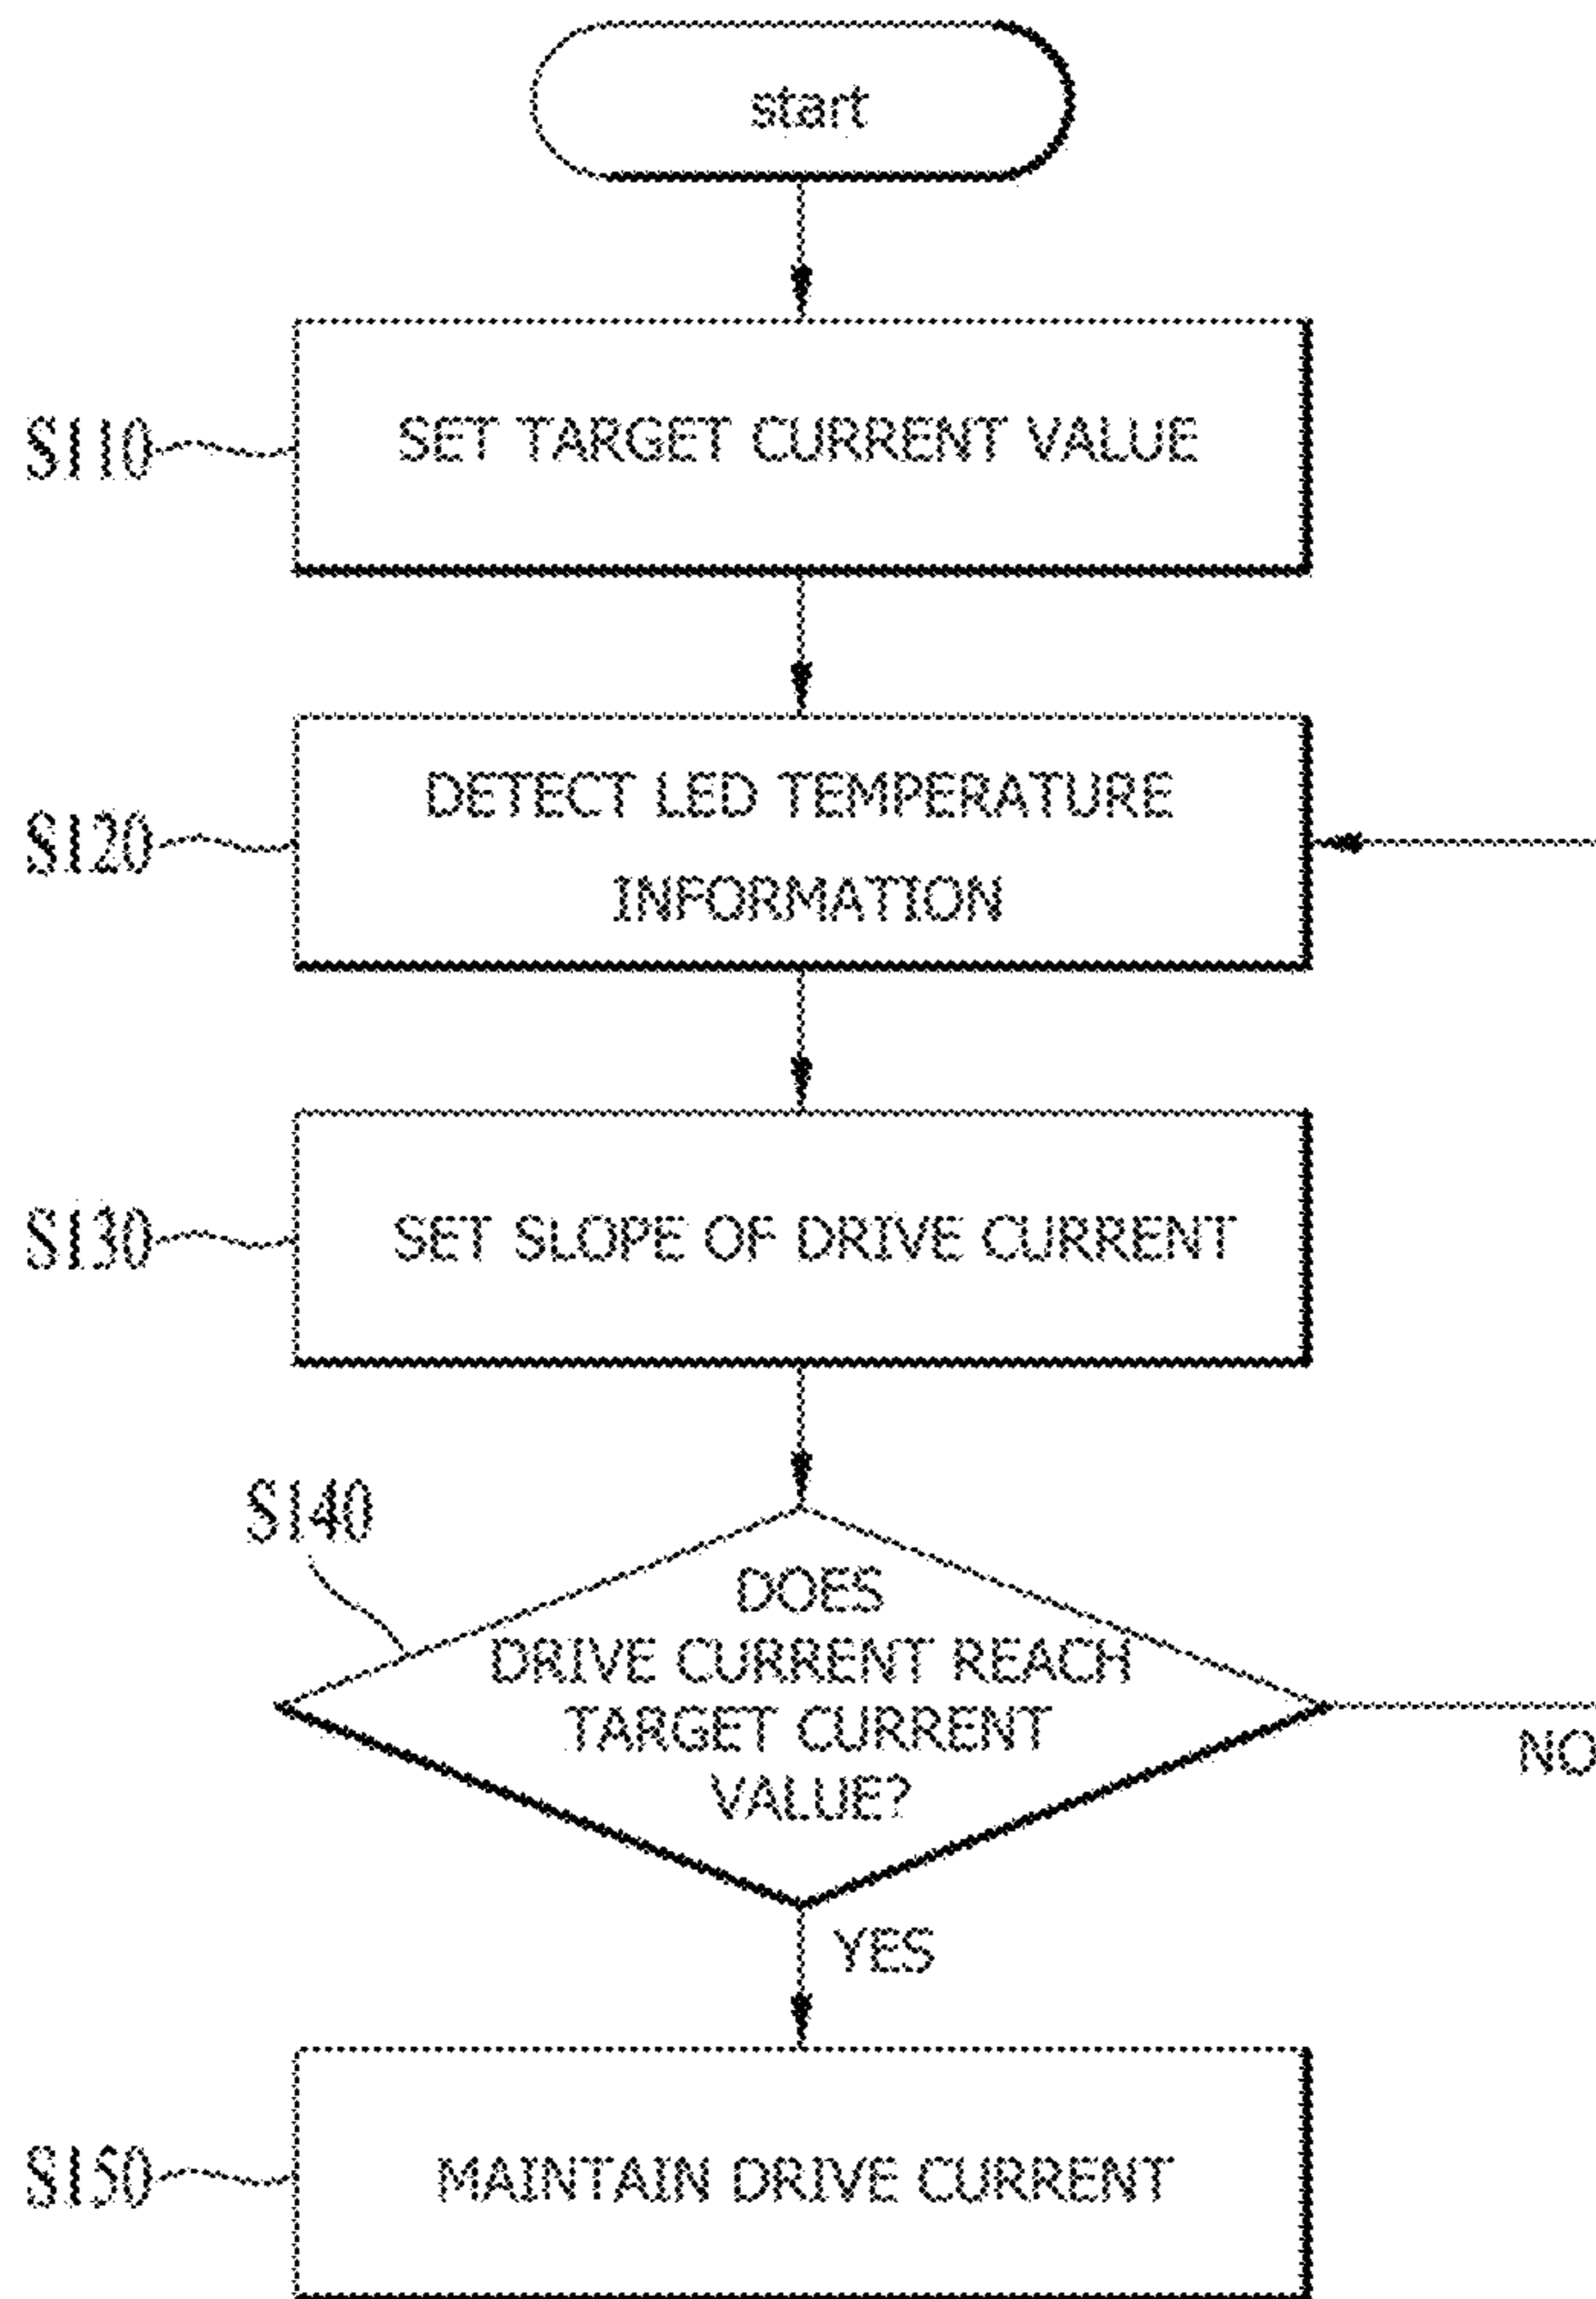 start
S110
SET TARGET CURRENT VALUE
S120
DETECT LED TEMPERATURE
INFORMATION
S130
SET SLOPE OF DRIVE CURRENT
S140
DOES
DRIVE CURRENT REACH
TARGET CURRENT
VALUE?
NO
YES
S150
MAINTAIN DRIVE CURRENT